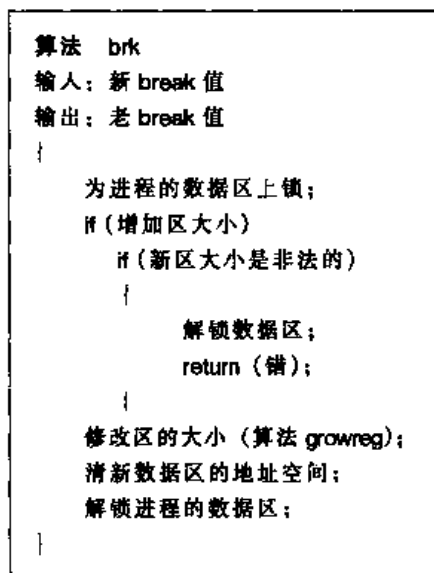 算法 brk
输入：新 break 值
输出：老 break 值
{
为进程的数据区上锁；
if (增加区大小)
if (新区大小是非法的)
{
解锁数据区；
return (错)；
}
修改区的大小 (算法 growreg)；
清新数据区的地址空间；
解锁进程的数据区；
}